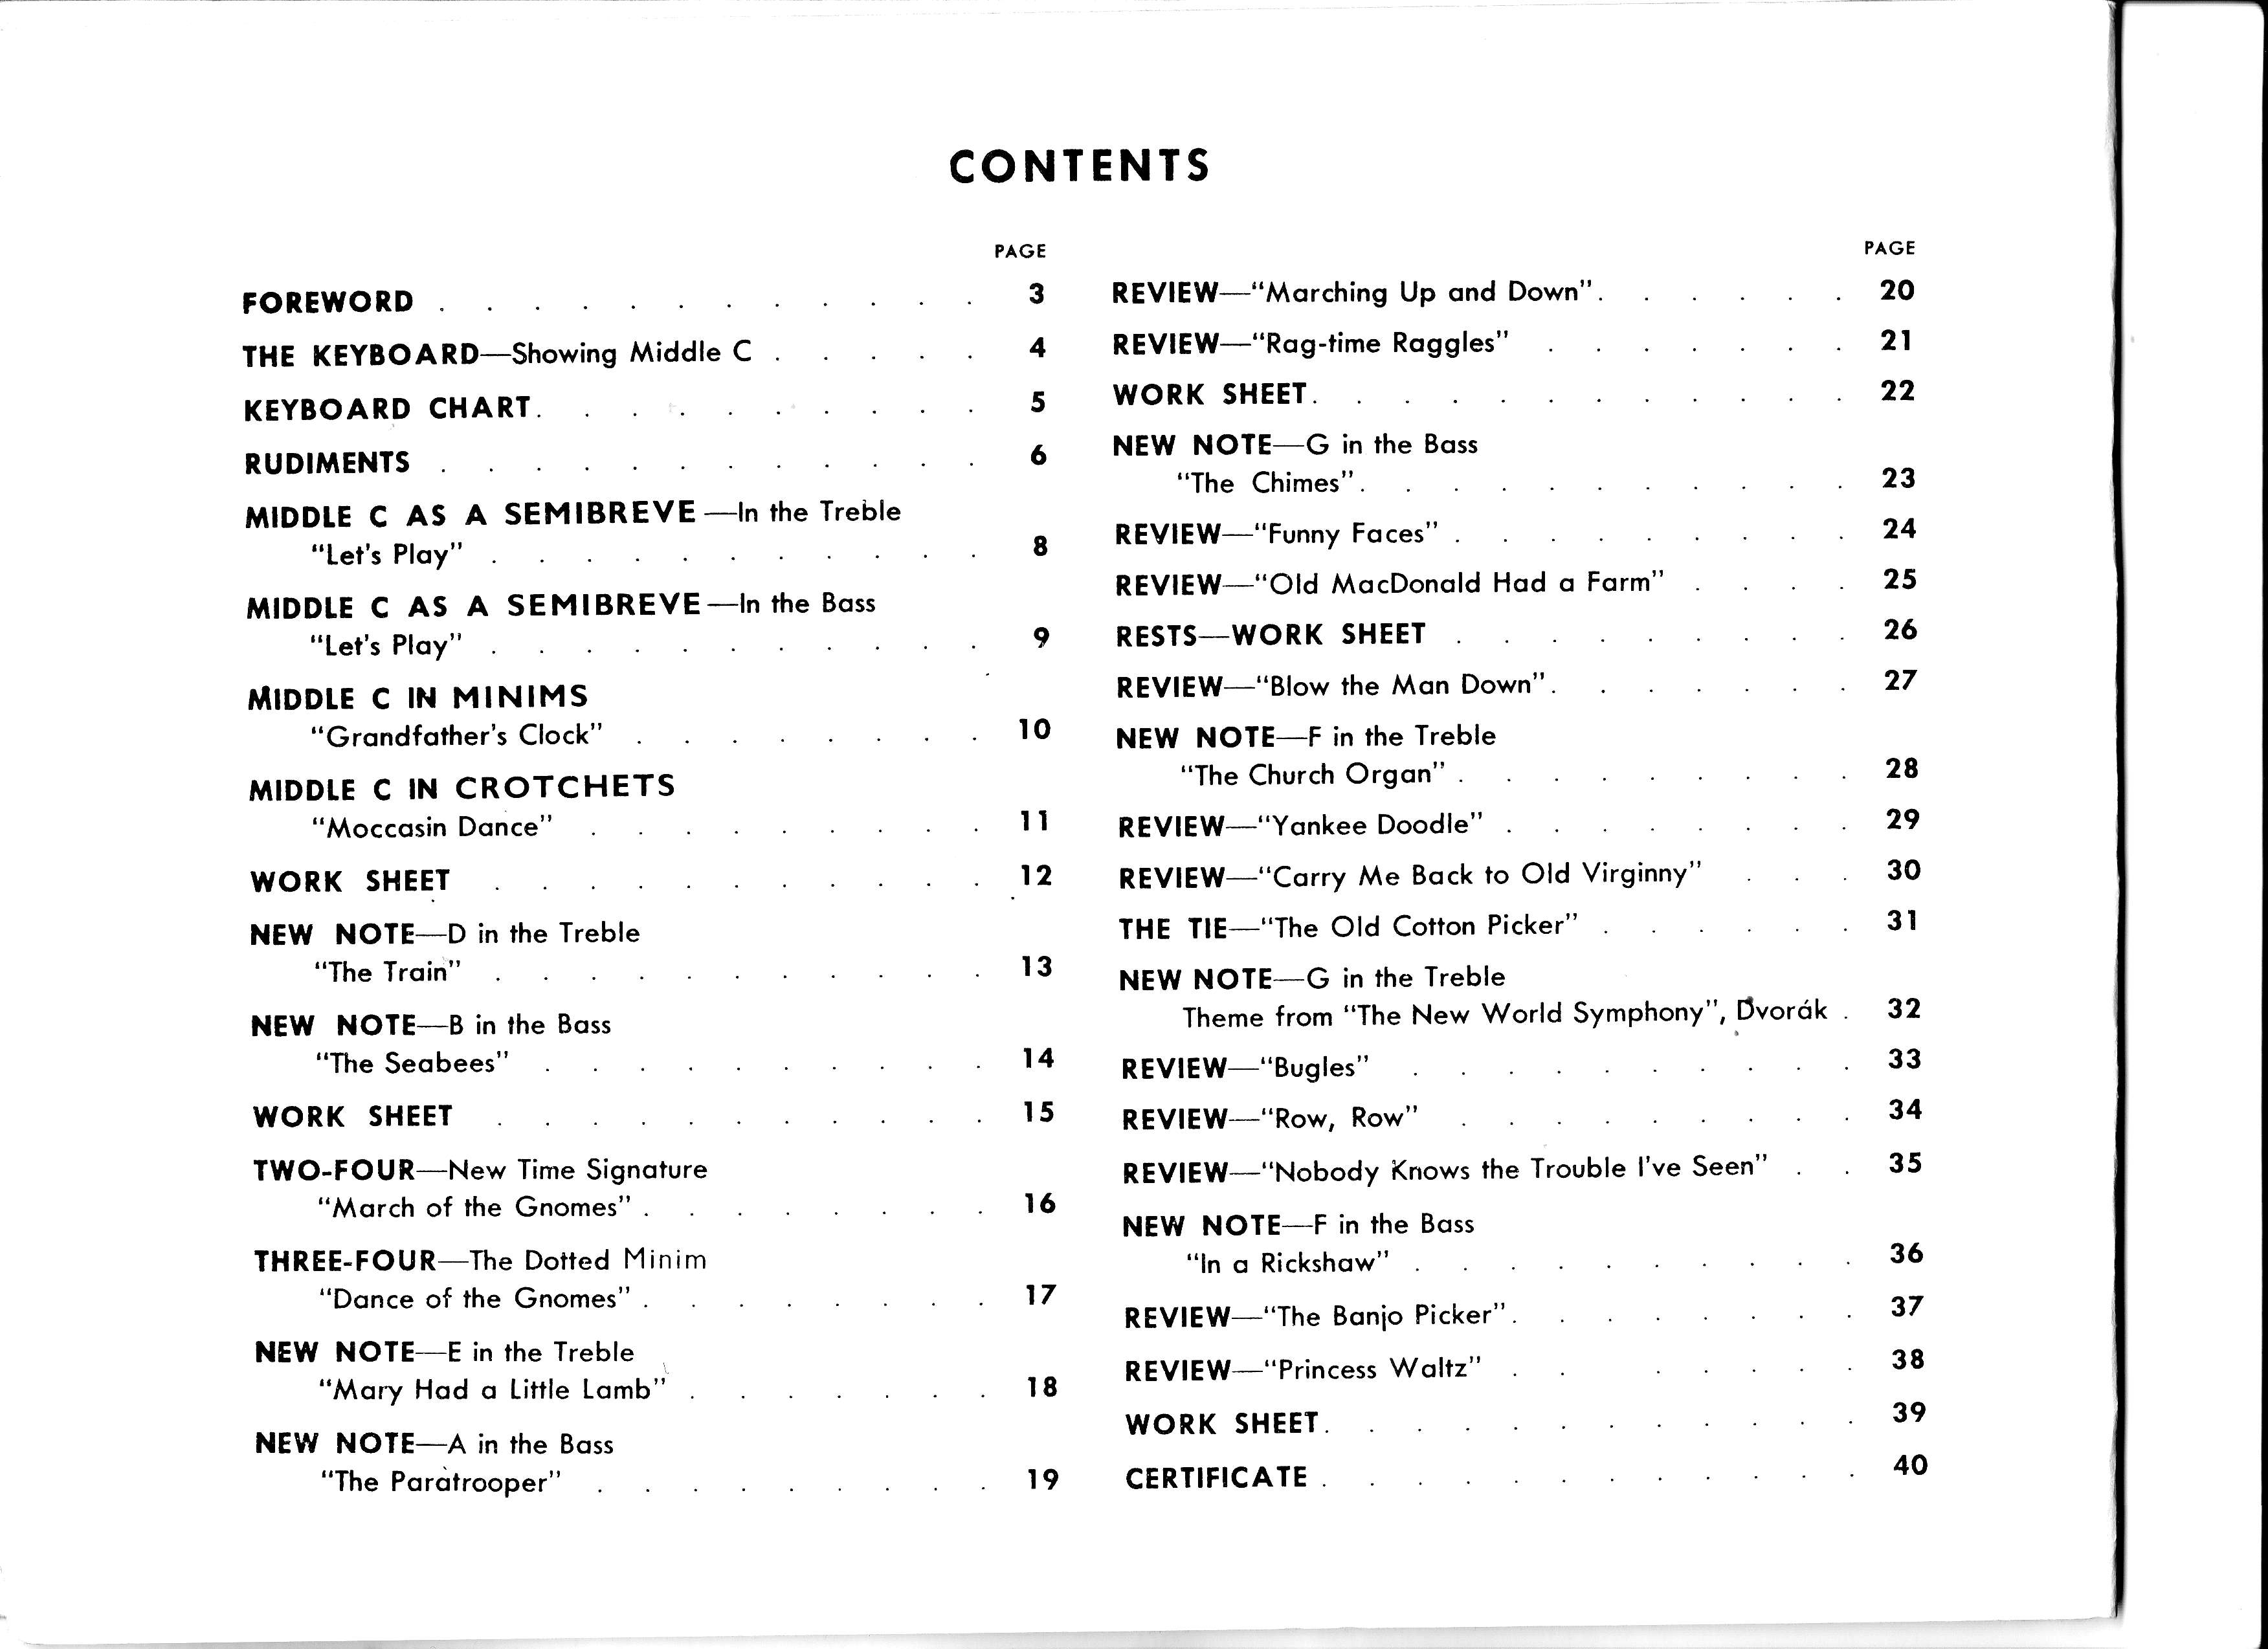 CONTENTS
PAGE
FOREWORD . . . . . . . . . . . . 3
THE KEYBOARD—Showing Middle C . . . . . 4
KEYBOARD CHART. . . . . . . . . . 5
RUDIMENTS . . . . . . . . . . . . 6
MIDDLE C AS A SEMIBREVE—In the Treble
“Let's Play” . . . . . . . . . . . 8
MIDDLE C AS A SEMIBREVE—In the Bass
“Let's Play” . . . . . . . . . . . 9
MIDDLE C IN MINIMS
“Grandfather's Clock” . . . . . . . . 10
MIDDLE C IN CROTCHETS
“Moccasin Dance” . . . . . . . . . 11
WORK SHEET . . . . . . . . . . . 12
NEW NOTE—D in the Treble
“The Train” . . . . . . . . . . . 13
NEW NOTE—B in the Bass
“The Seabees” . . . . . . . . . . 14
WORK SHEET . . . . . . . . . . . 15
TWO-FOUR—New Time Signature
“March of the Gnomes” . . . . . . . . 16
THREE-FOUR—The Dotted Minim
“Dance of the Gnomes” . . . . . . . . 17
NEW NOTE—E in the Treble
“Mary Had a Little Lamb” . . . . . . . 18
NEW NOTE—A in the Bass
“The Paratrooper” . . . . . . . . . 19
PAGE
REVIEW—“Marching Up and Down”. . . . . . 20
REVIEW—“Rag-time Raggles” . . . . . . . 21
WORK SHEET. . . . . . . . . . . . 22
NEW NOTE—G in the Bass
“The Chimes”. . . . . . . . . . . 23
REVIEW—“Funny Faces” . . . . . . . . . 24
REVIEW—“Old MacDonald Had a Farm” . . . . 25
RESTS—WORK SHEET . . . . . . . . . 26
REVIEW—“Blow the Man Down”. . . . . . . 27
NEW NOTE—F in the Treble
“The Church Organ” . . . . . . . . . 28
REVIEW—“Yankee Doodle” . . . . . . . . 29
REVIEW—“Carry Me Back to Old Virginny” . . . 30
THE TIE—“The Old Cotton Picker” . . . . . . 31
NEW NOTE—G in the Treble
Theme from “The New World Symphony”, Dvorák . 32
REVIEW—“Bugles” . . . . . . . . . . 33
REVIEW—“Row, Row” . . . . . . . . . 34
REVIEW—“Nobody Knows the Trouble I've Seen” . . 35
NEW NOTE—F in the Bass
“In a Rickshaw” . . . . . . . . . . 36
REVIEW—“The Banjo Picker”. . . . . . . . 37
REVIEW—“Princess Waltz” . . . . . . . 38
WORK SHEET. . . . . . . . . . . . 39
CERTIFICATE . . . . . . . . . . . . 40